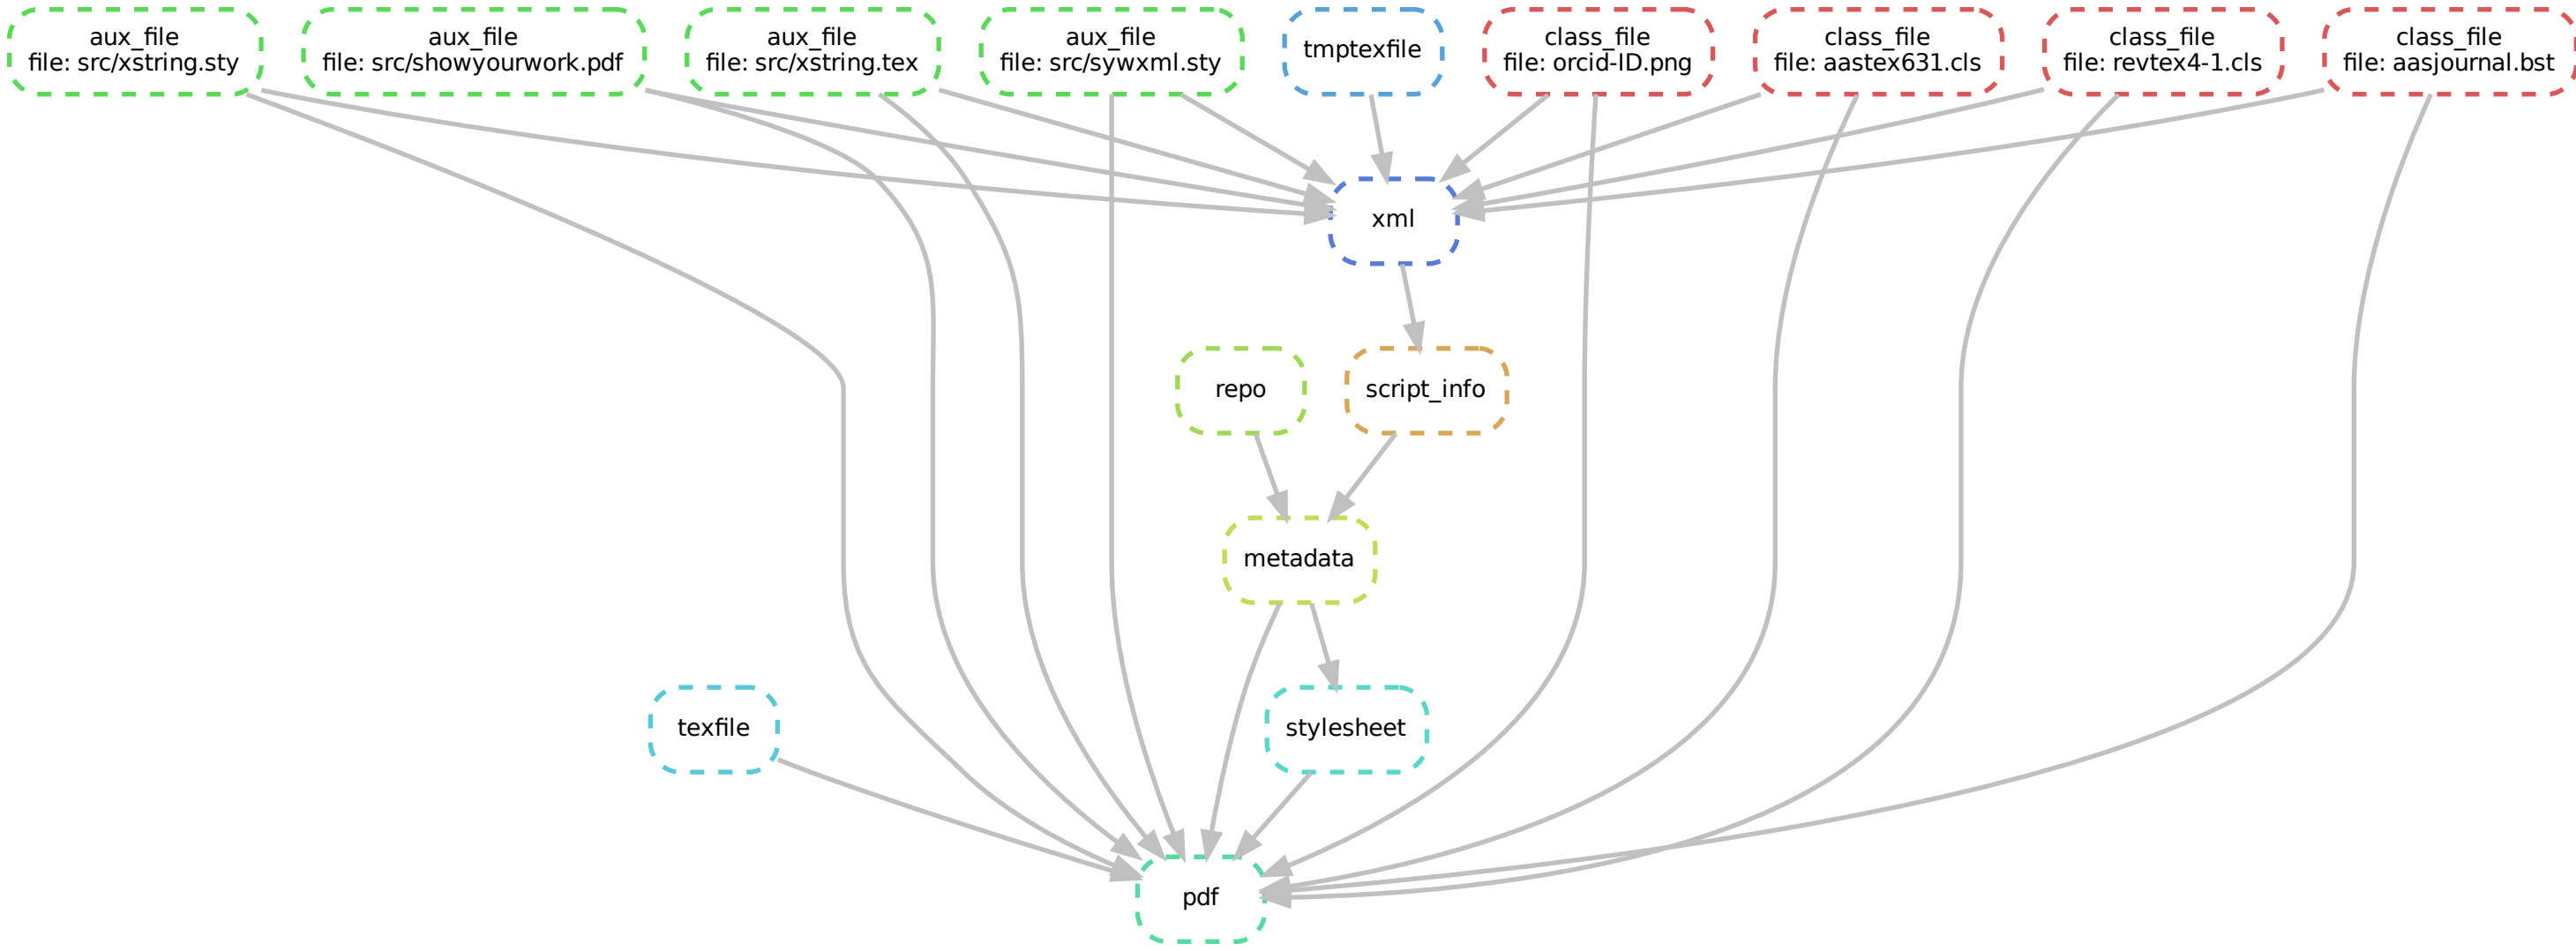 aux_file
file: src/xstring.sty
aux_file
file: src/showyourwork.pdf
aux_file
file: src/xstring.tex
aux_file
file: src/sywxml.sty
tmptexfile
class_file
file: orcid-ID.png
class_file
file: aastex631.cls
class_file
file: revtex4-1.cls
class_file
file: aasjournal.bst
xml
repo
script_info
metadata
texfile
stylesheet
pdf